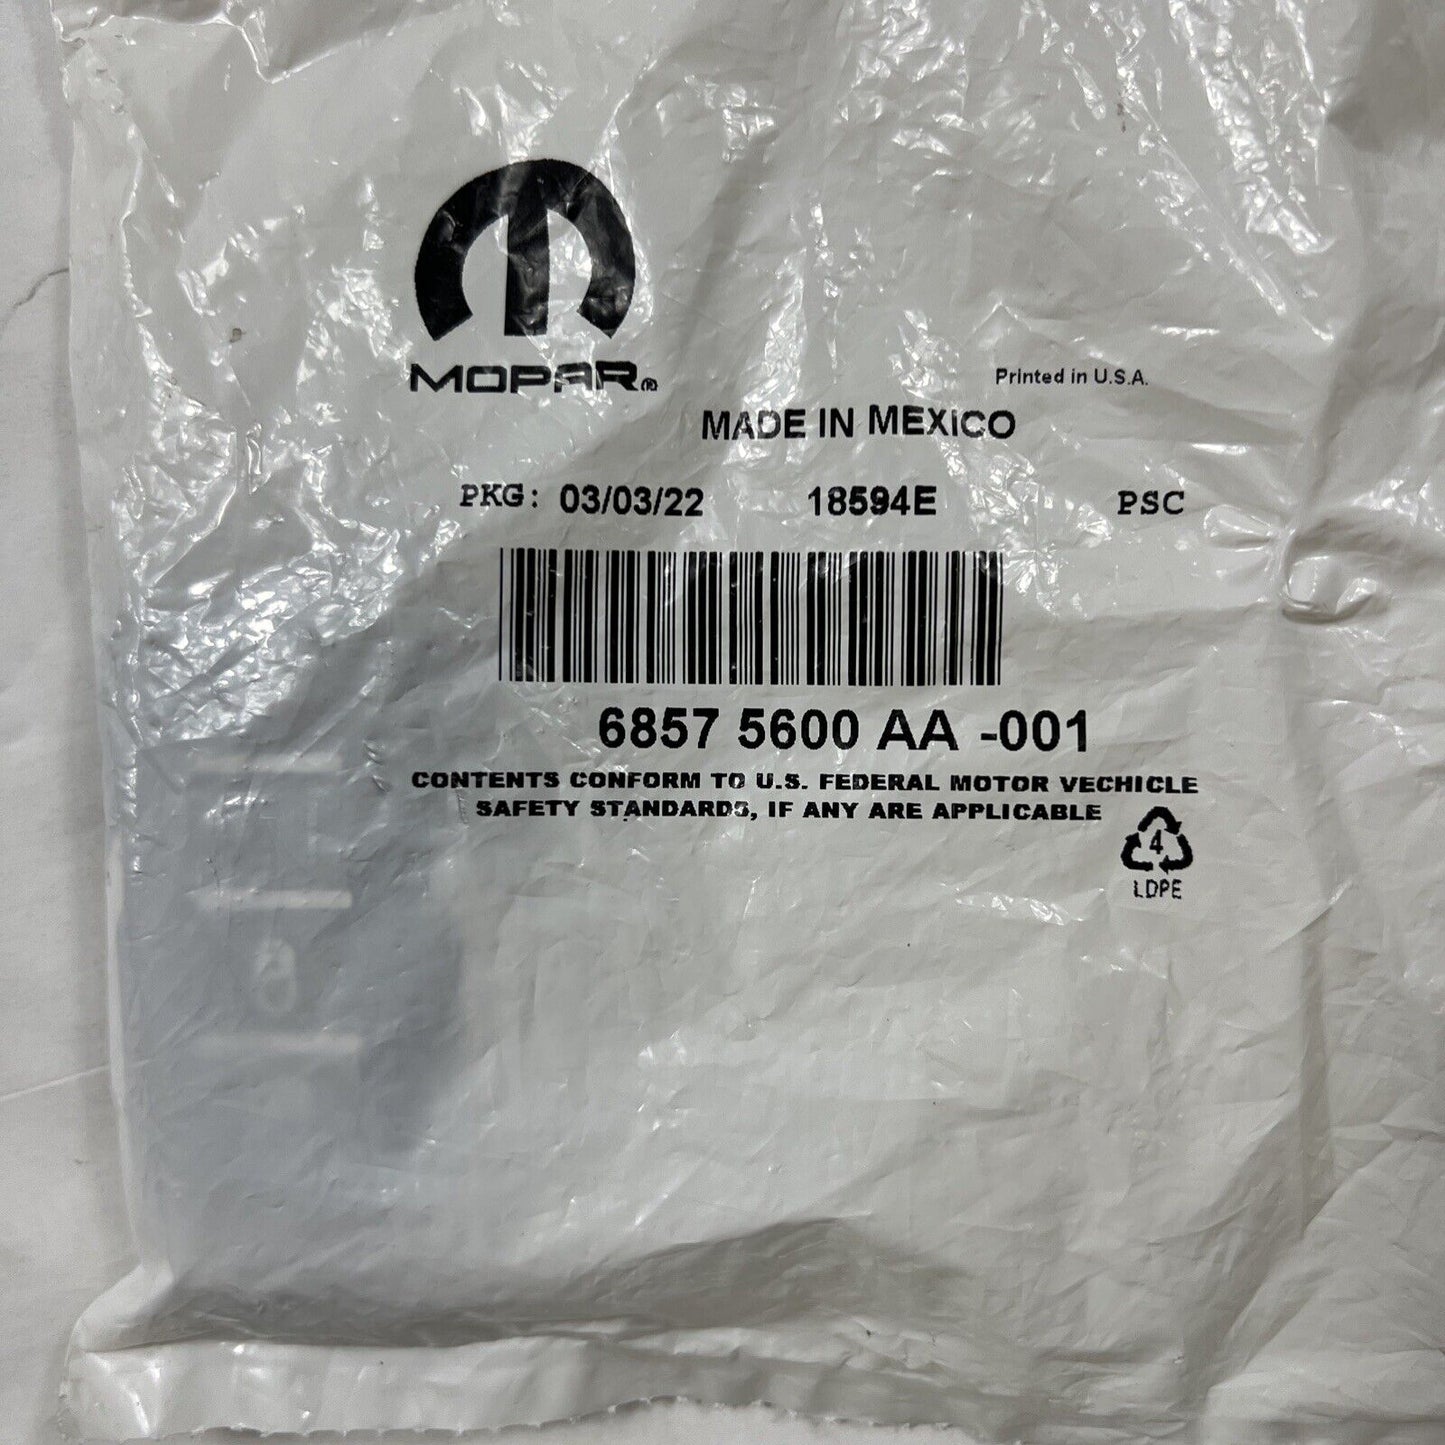 MOPAR®
Printed in U.S.A.
MADE IN MEXICO
PKG: 03/03/22 18594E PSC
6857 5600 AA -001
CONTENTS CONFORM TO U.S. FEDERAL MOTOR VECHICLE
SAFETY STANDARDS, IF ANY ARE APPLICABLE
4
LDPE